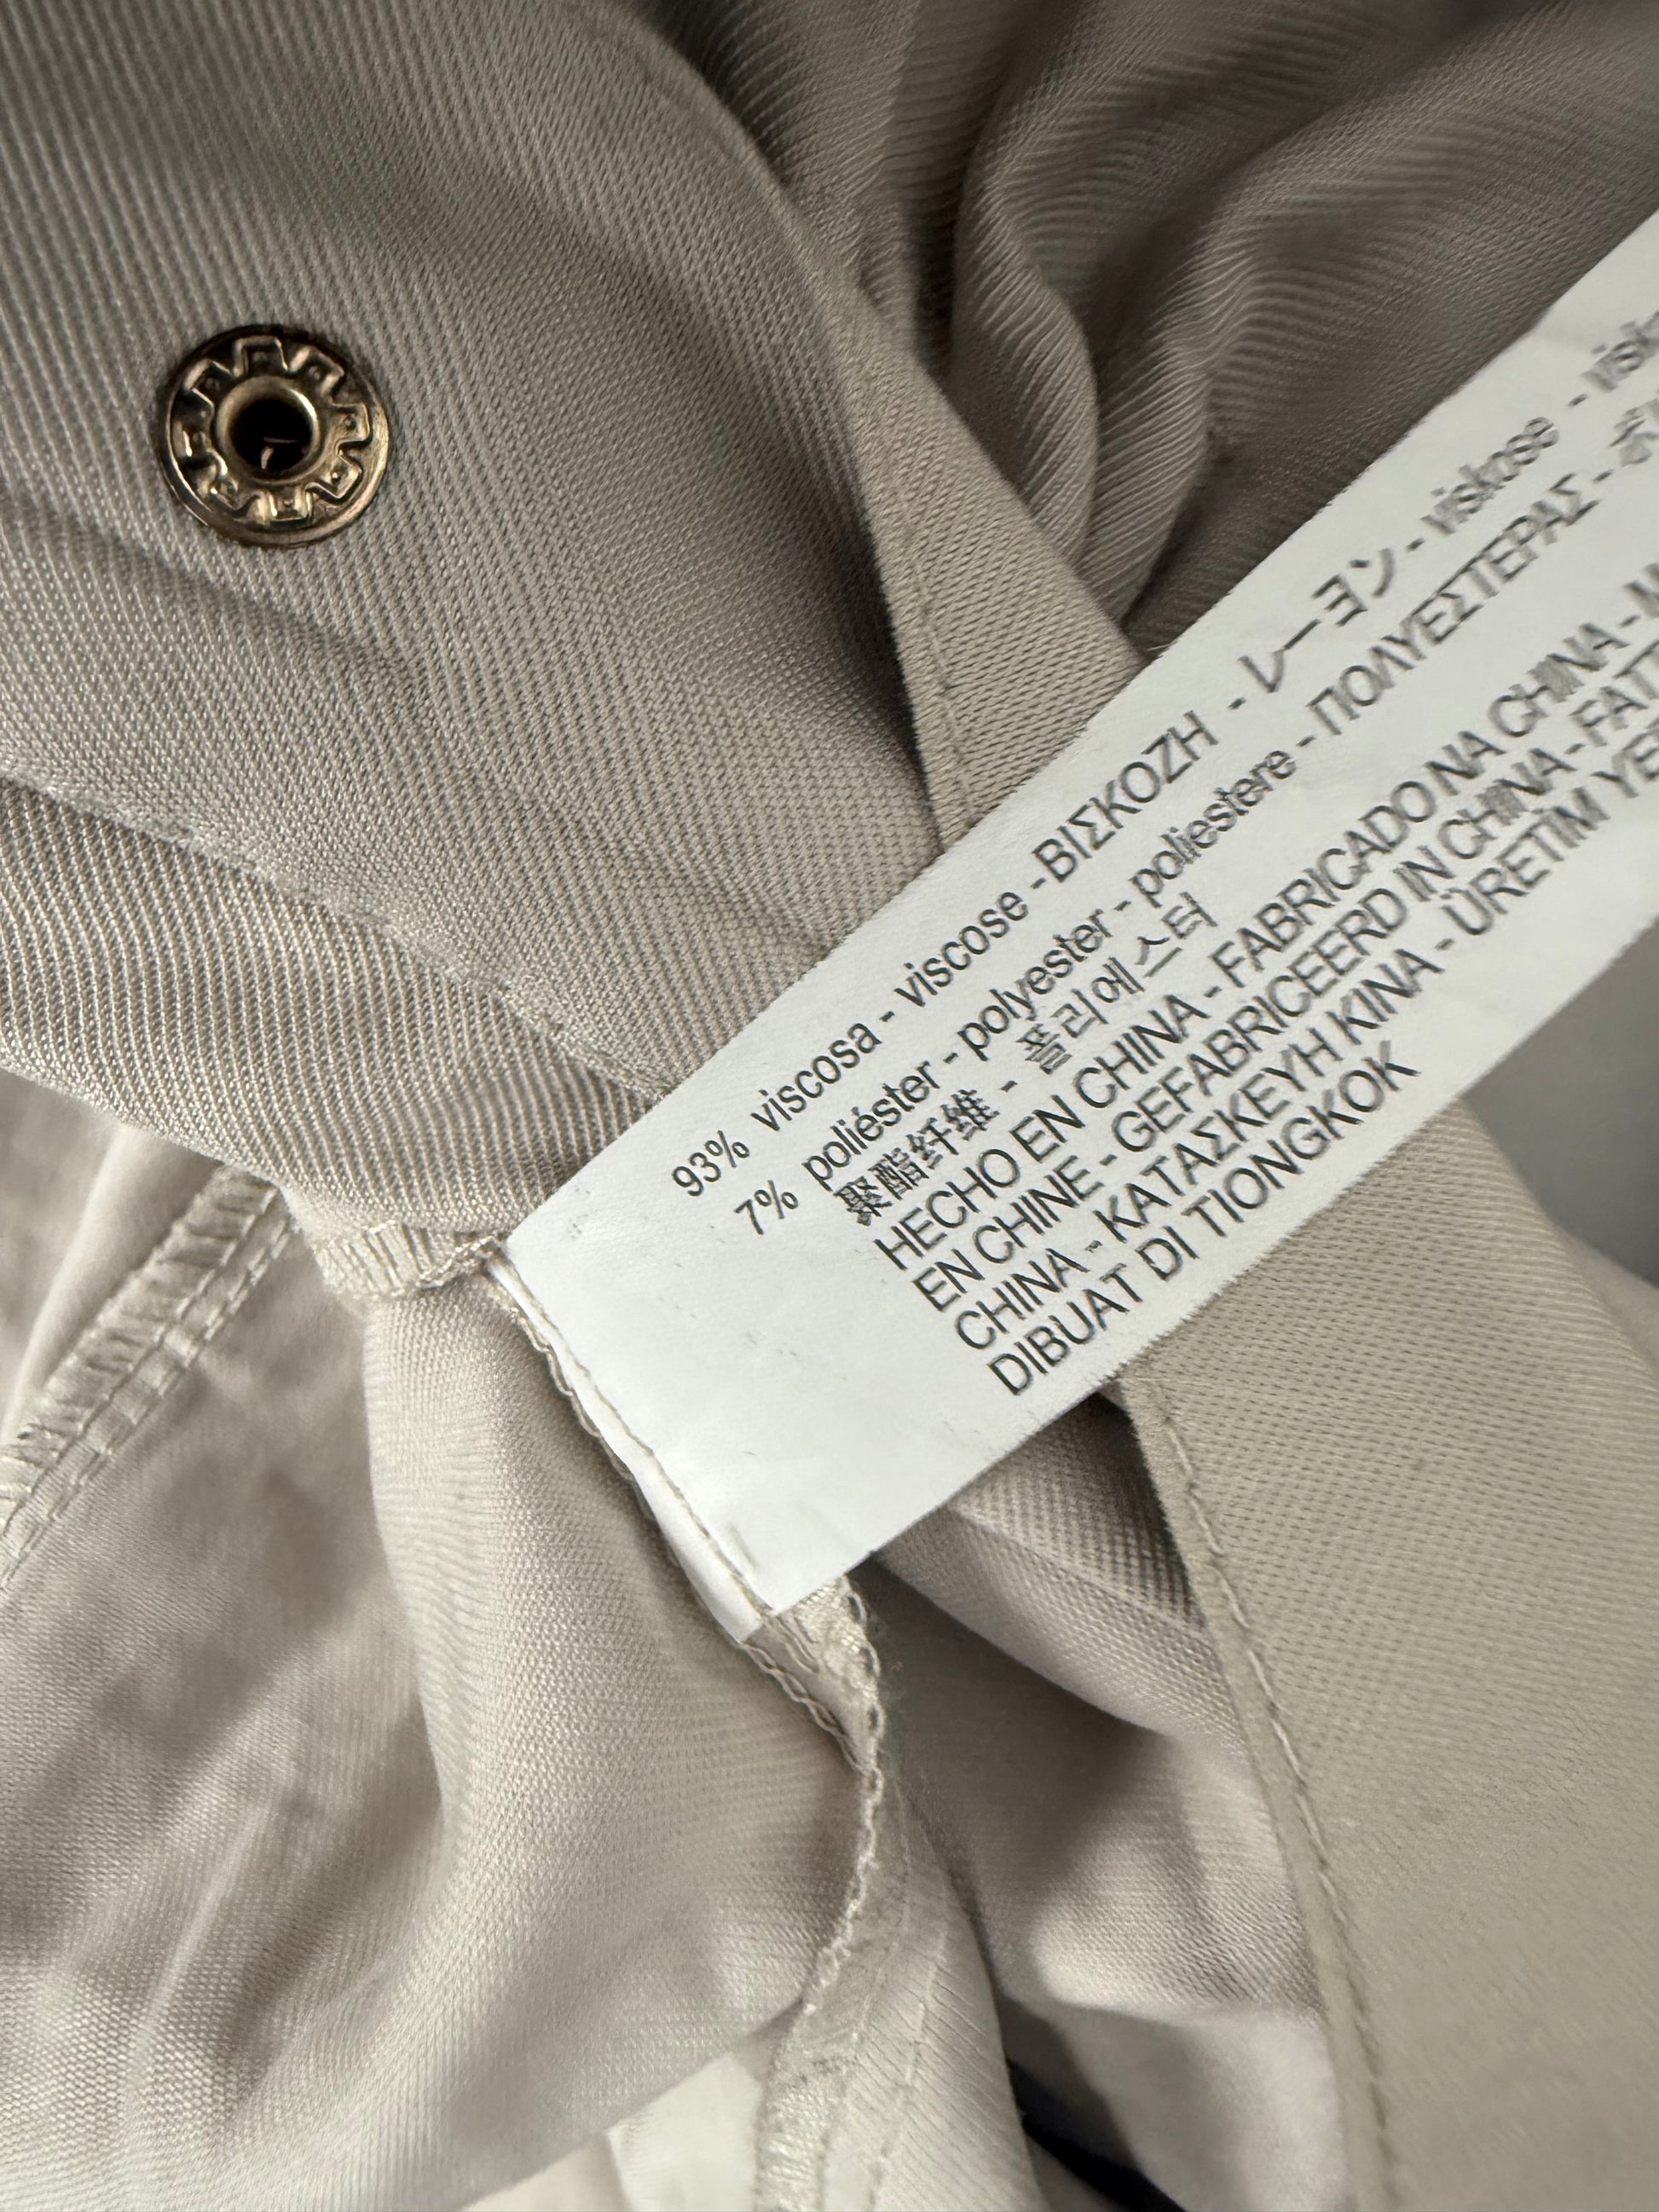 93% viscosa - viscose - ΒΙΣΚΟΖΗ - レーヨン - viskose -
7% poliéster - polyester - poliestere - ΠΟΛΥΕΣΤΕΡΑΣ -
聚酯纤维 - 폴리에스터
HECHO EN CHINA - FABRICADO NA CHINA -
EN CHINE - GEFABRICEERD IN CHINA -
CHINA - ΚΑΤΑΣΚΕΥΗ ΚΙΝΑ - ÜRETİM
DIBUAT DI TIONGKOK